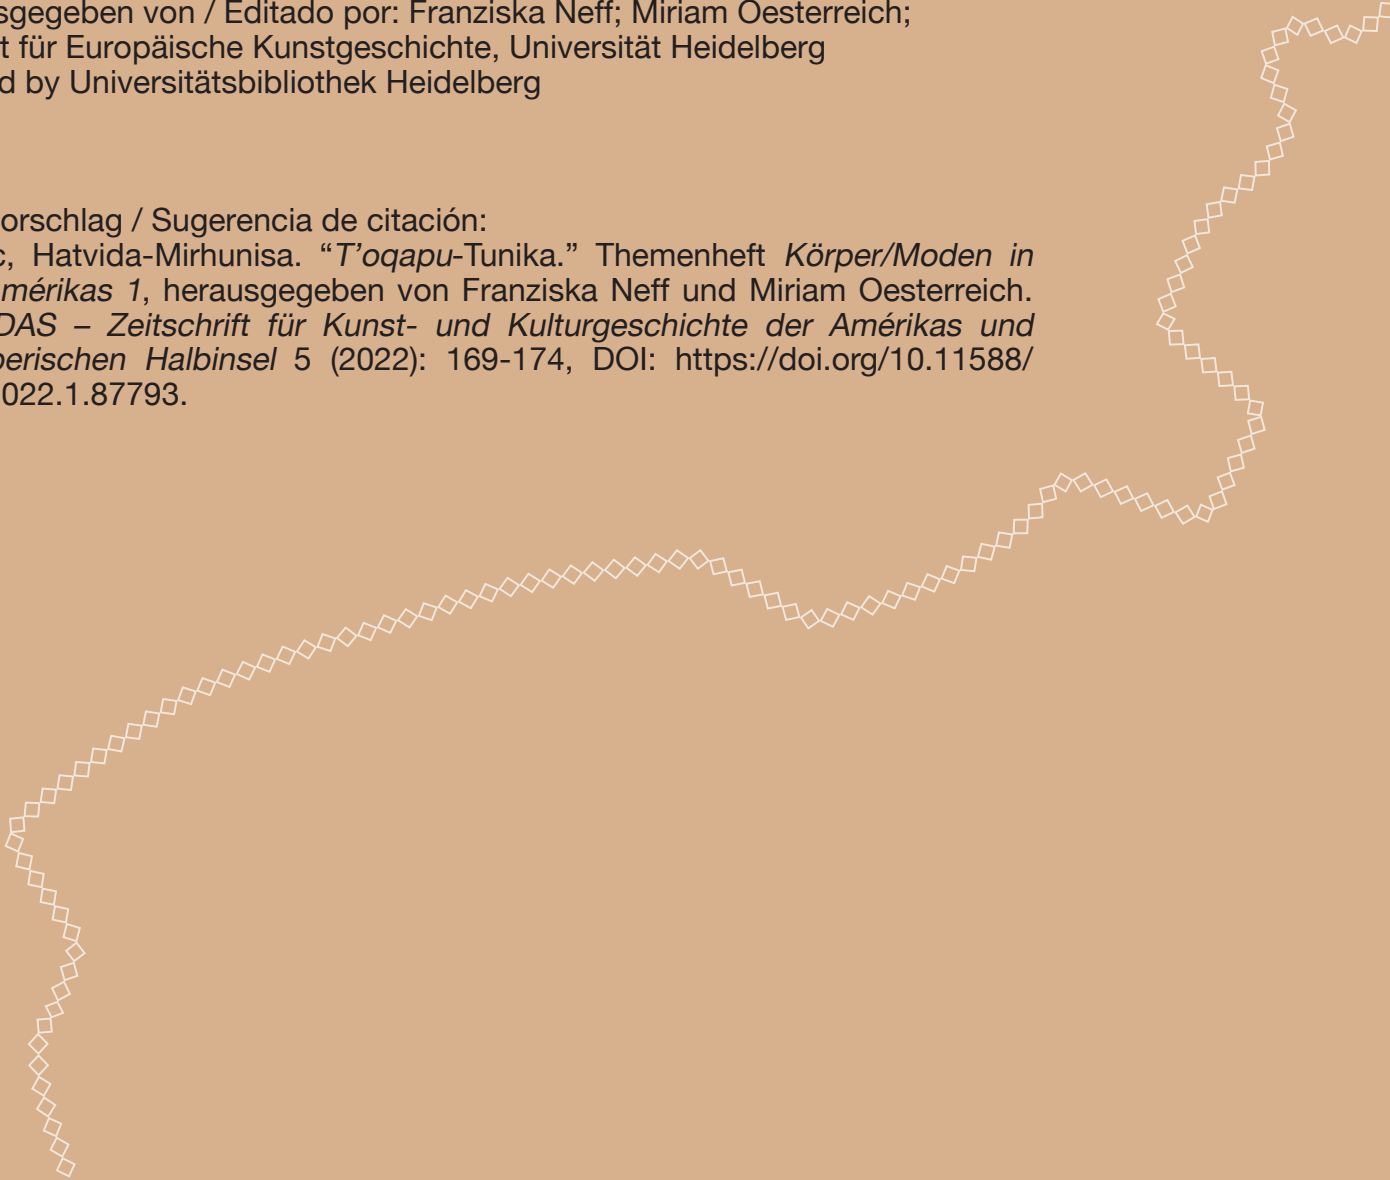 sgegeben von / Editado por: Franziska Neff; Miriam Oesterreich;
t für Europäische Kunstgeschichte, Universität Heidelberg
d by Universitätsbibliothek Heidelberg
orschlag / Sugerencia de citación:
c, Hatvida-Mirhunisa. “T’oqapu-Tunika.” Themenheft Körper/Moden in
mérikas 1, herausgegeben von Franziska Neff und Miriam Oesterreich.
DAS – Zeitschrift für Kunst- und Kulturgeschichte der Amérikas und
berischen Halbinsel 5 (2022): 169-174, DOI: https://doi.org/10.11588/
022.1.87793.